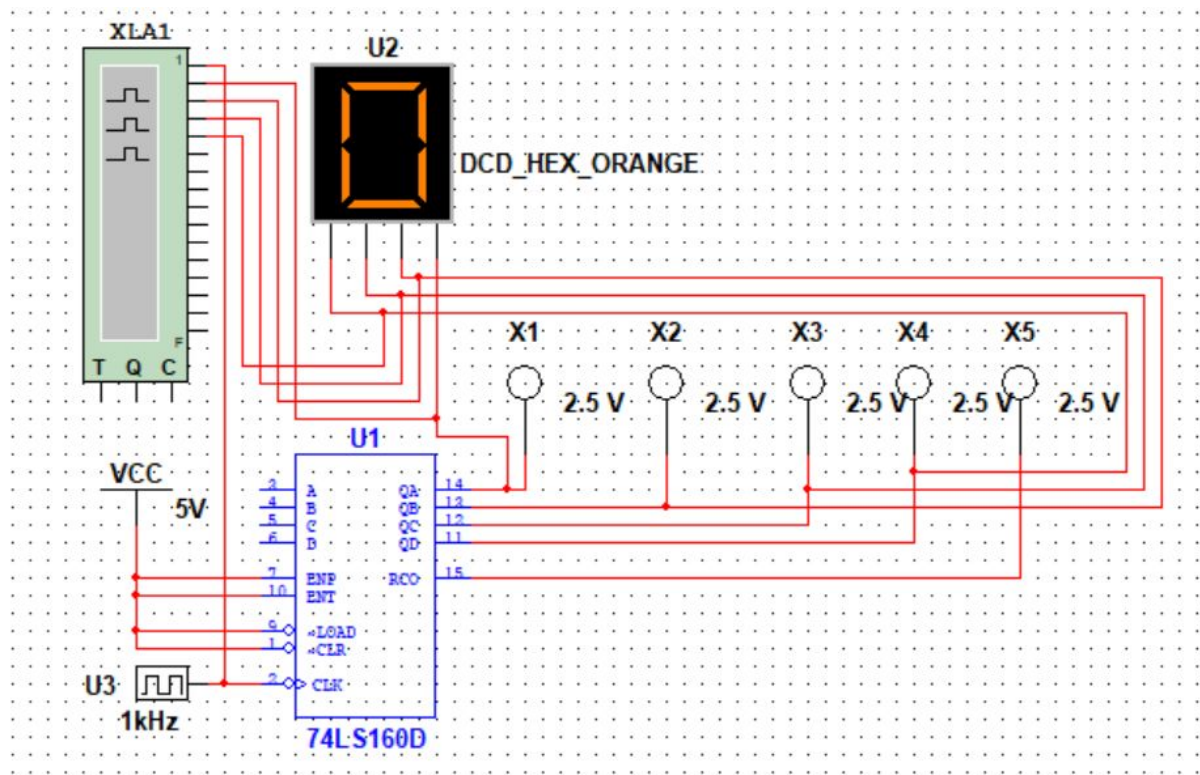 XLA1
U2
1
DCD_HEX_ORANGE
F
T Q C
X1
X2
X3
X4
X5
2.5 V
2.5 V
2.5 V
2.5 V
2.5 V
U1
VCC
5V
3 A
4 B
5 C
6 D
7 ENP
10 ENT
9 ~LOAD
1 ~CLR
2 CLK
QA 14
QB 13
QC 12
QD 11
RCO 15
U3
1kHz
74LS160D